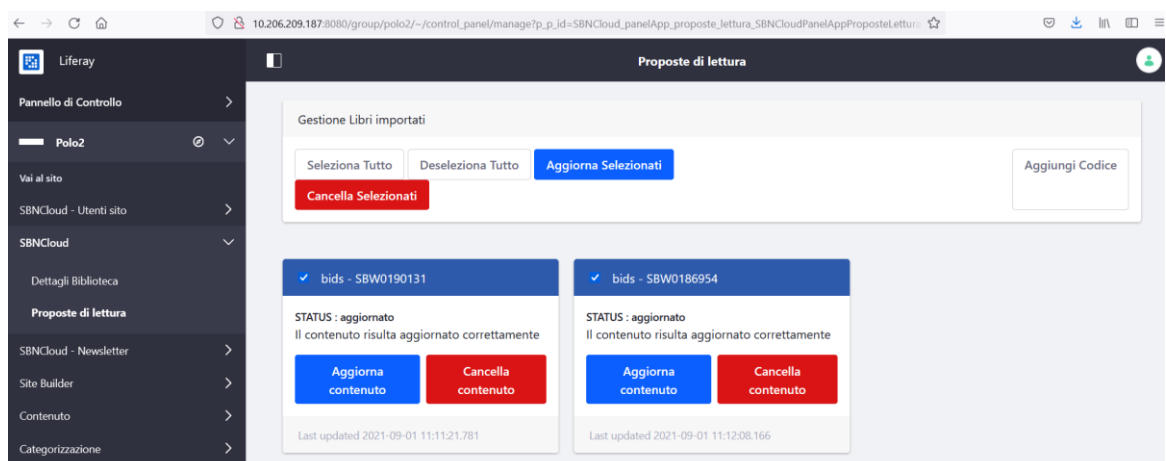 10.206.209.187:8080/group/polo2/~/control_panel/manage?p_p_id=SBNCloud_panelApp_proposte_lettura_SBNCloudPanelAppProposteLettura
Liferay
Proposte di lettura
Pannello di Controllo
Polo2
Vai al sito
SBNCloud - Utenti sito
SBNCloud
Dettagli Biblioteca
Proposte di lettura
SBNCloud - Newsletter
Site Builder
Contenuto
Categorizzazione
Gestione Libri importati
Seleziona Tutto
Deseleziona Tutto
Aggiorna Selezionati
Cancella Selezionati
Aggiungi Codice
bids - SBW0190131
STATUS : aggiornato
Il contenuto risulta aggiornato correttamente
Aggiorna
contenuto
Cancella
contenuto
Last updated 2021-09-01 11:11:21.781
bids - SBW0186954
STATUS : aggiornato
Il contenuto risulta aggiornato correttamente
Aggiorna
contenuto
Cancella
contenuto
Last updated 2021-09-01 11:12:08.166